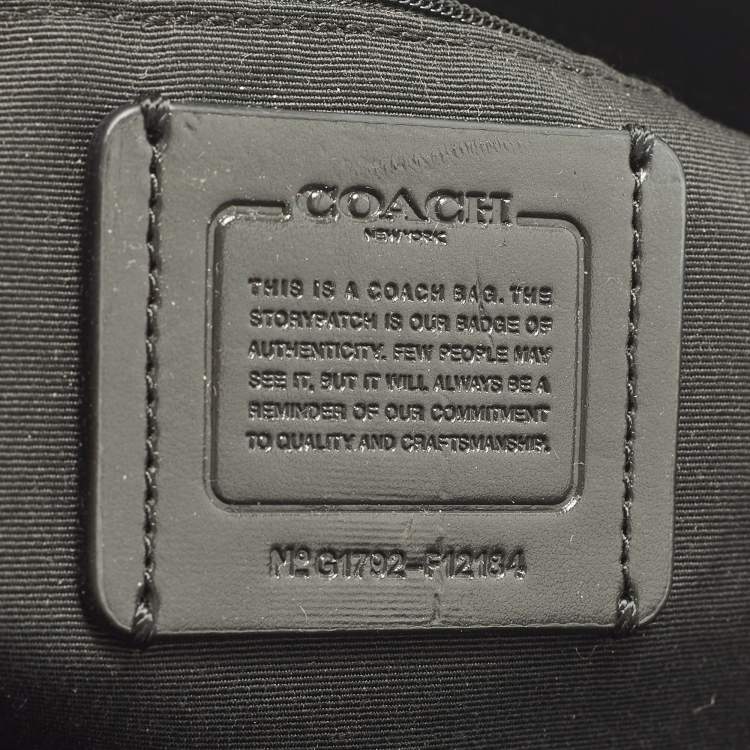 COACH
NEW YORK
THIS IS A COACH BAG. THE
STORYPATCH IS OUR BADGE OF
AUTHENTICITY. FEW PEOPLE MAY
SEE IT, BUT IT WILL ALWAYS BE A
REMINDER OF OUR COMMITMENT
TO QUALITY AND CRAFTSMANSHIP.
Nº G1792-F12184